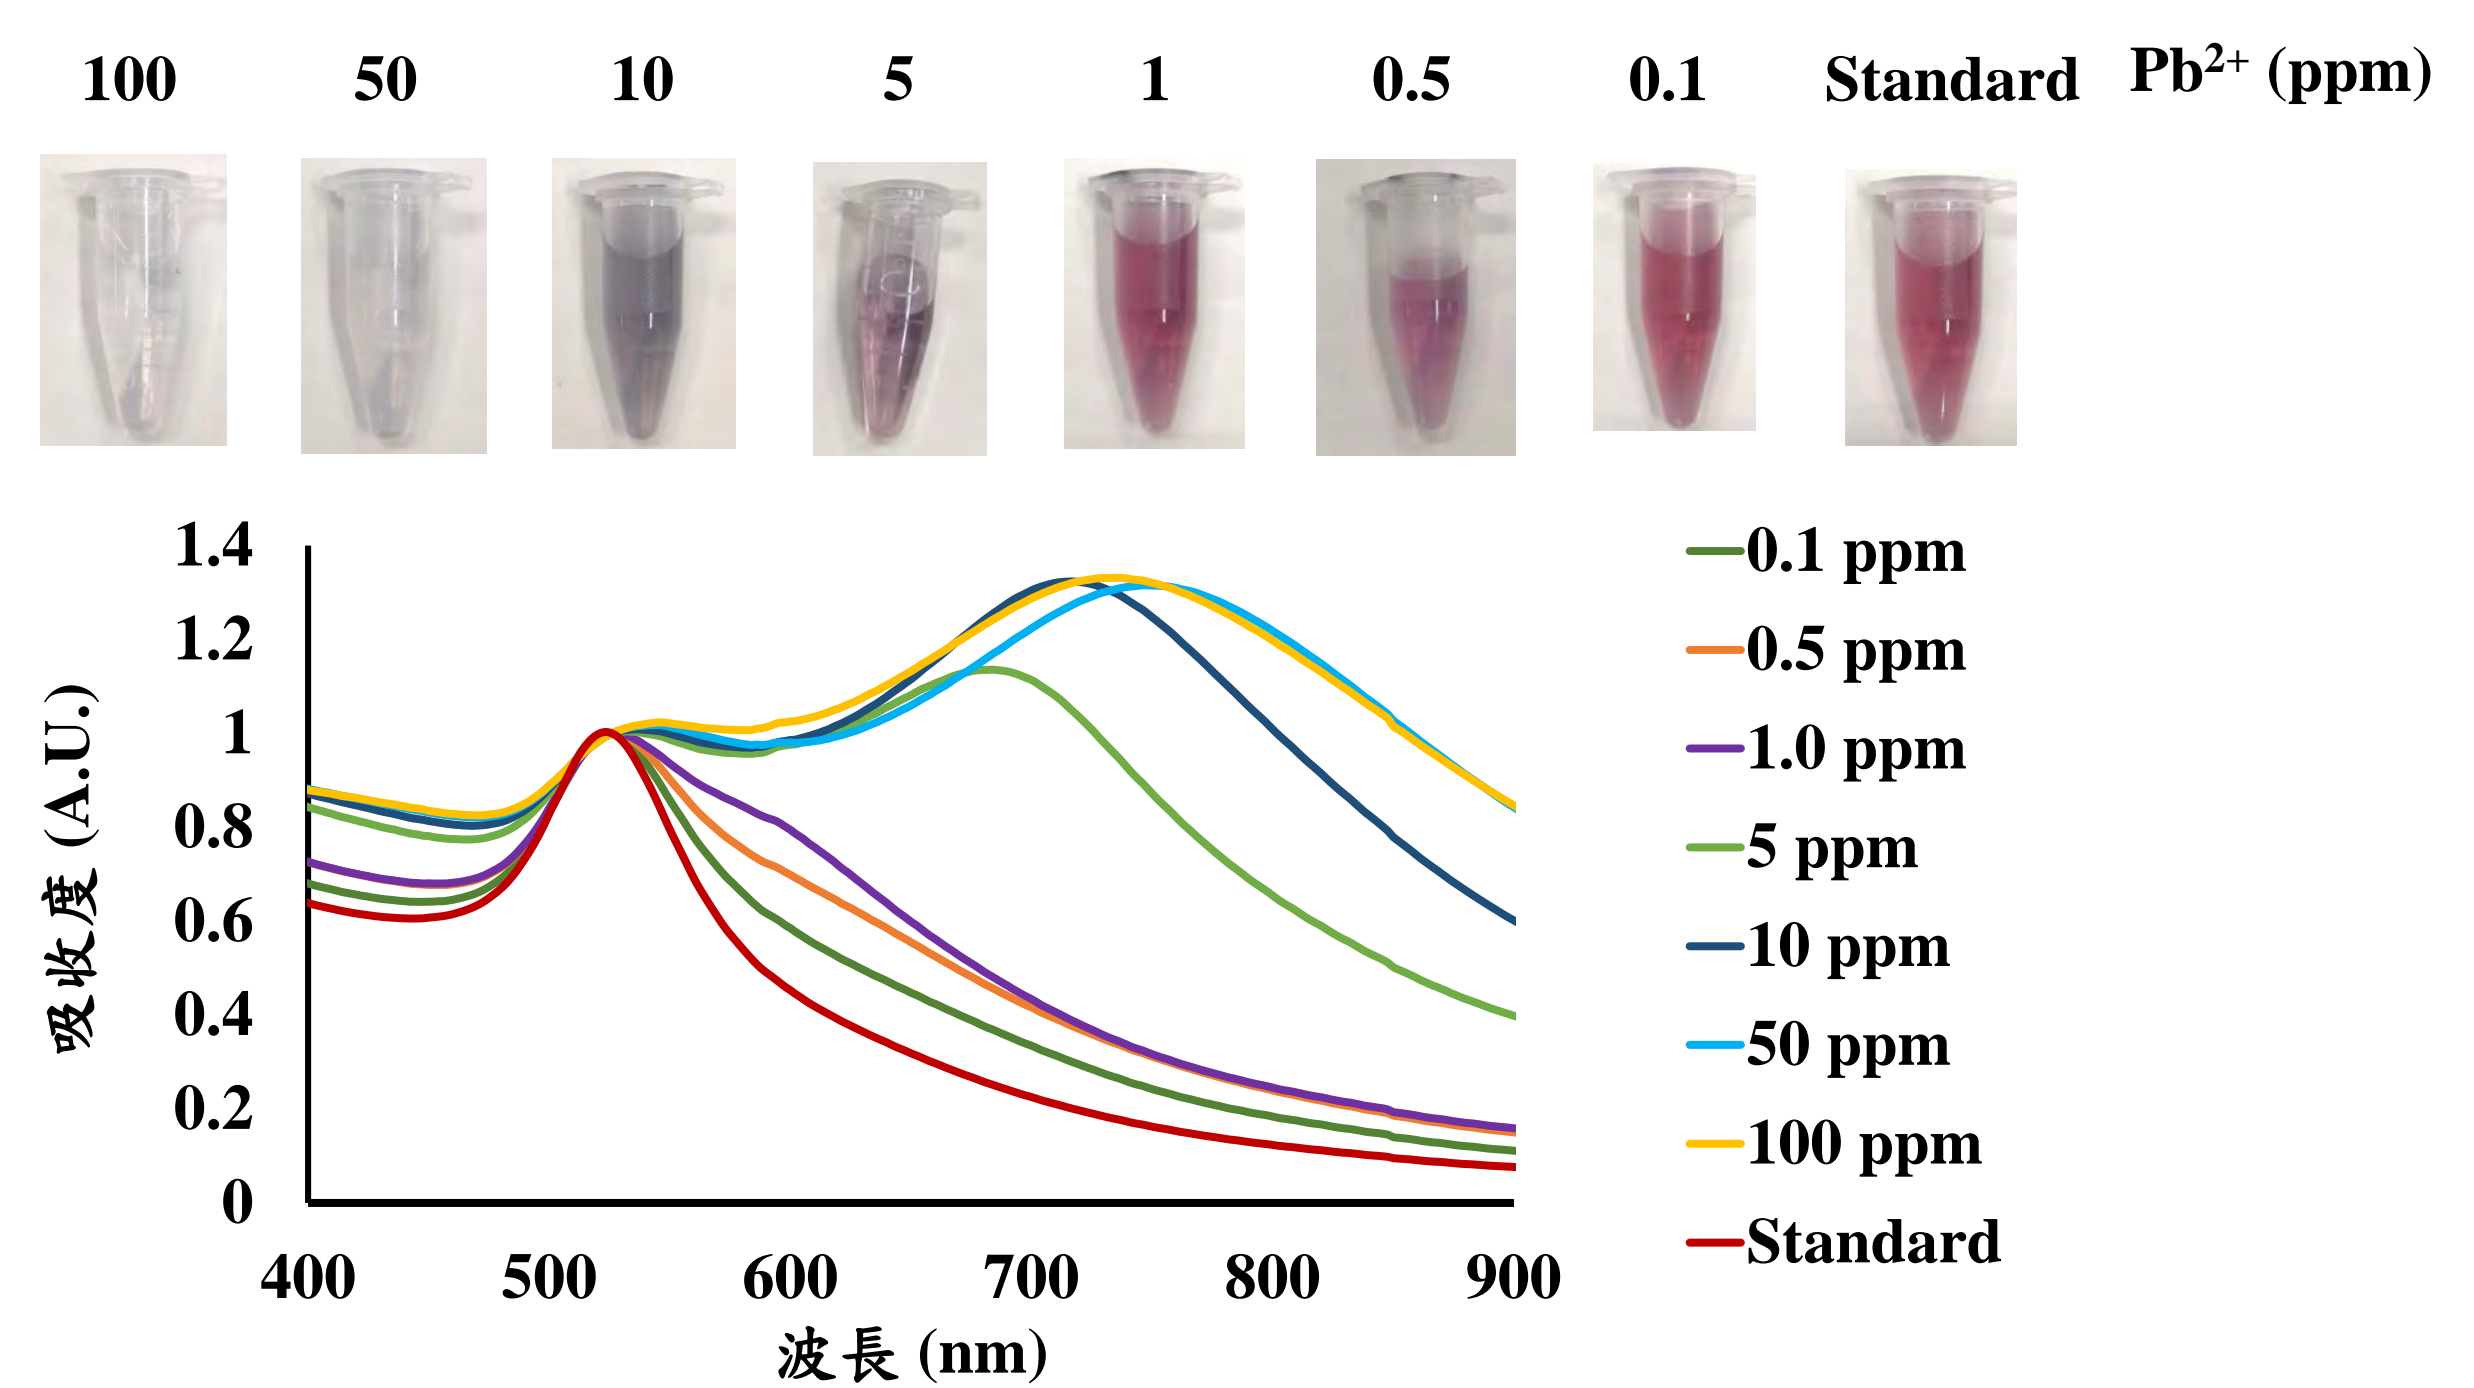 100 50 10 5 1 0.5 0.1 Standard Pb²⁺ (ppm)
吸收度 (A.U.)
1.4
1.2
1
0.8
0.6
0.4
0.2
0
400 500 600 700 800 900
波長 (nm)
0.1 ppm
0.5 ppm
1.0 ppm
5 ppm
10 ppm
50 ppm
100 ppm
Standard